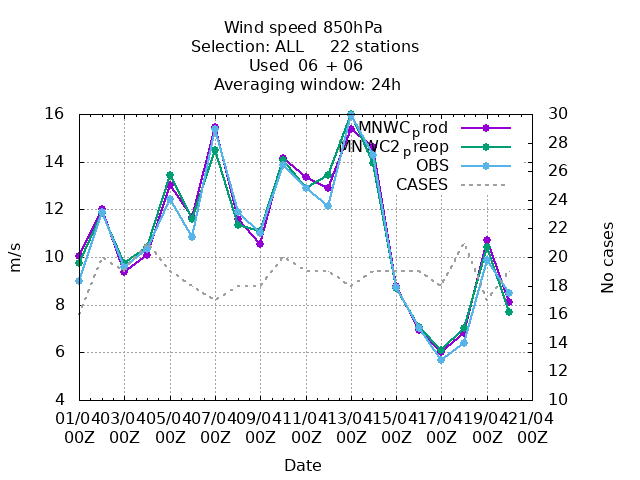 Wind speed 850hPa
Selection: ALL 22 stations
Used 06 + 06
Averaging window: 24h
16 30
MNWCprod
28
MNWC2preop
14
OBS
26
CASES
24
12
22
m/s
10 20
No cases
18
8
16
14
6
12
4 10
01/04 03/04 05/04 07/04 09/04 11/04 13/04 15/04 17/04 19/04 21/04
00Z 00Z 00Z 00Z 00Z 00Z 00Z 00Z 00Z 00Z 00Z
Date